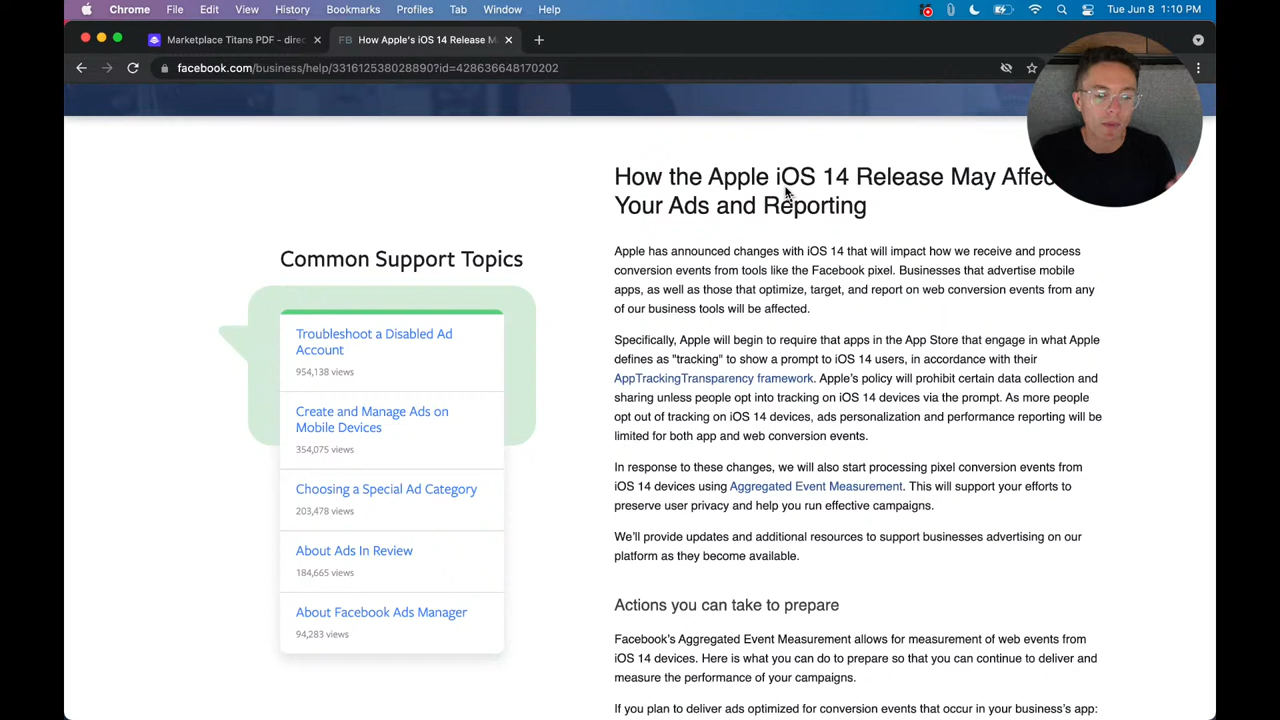 Chrome File Edit View History Bookmarks Profiles Tab Window Help Tue Jun 8 1:10 PM
Marketplace Titans PDF - direc
FB How Apple's iOS 14 Release M
facebook.com/business/help/331612538028890?id=428636648170202
How the Apple iOS 14 Release May Affec
Your Ads and Reporting
Apple has announced changes with iOS 14 that will impact how we receive and process
conversion events from tools like the Facebook pixel. Businesses that advertise mobile
apps, as well as those that optimize, target, and report on web conversion events from any
of our business tools will be affected.
Specifically, Apple will begin to require that apps in the App Store that engage in what Apple
defines as "tracking" to show a prompt to iOS 14 users, in accordance with their
AppTrackingTransparency framework. Apple's policy will prohibit certain data collection and
sharing unless people opt into tracking on iOS 14 devices via the prompt. As more people
opt out of tracking on iOS 14 devices, ads personalization and performance reporting will be
limited for both app and web conversion events.
In response to these changes, we will also start processing pixel conversion events from
iOS 14 devices using Aggregated Event Measurement. This will support your efforts to
preserve user privacy and help you run effective campaigns.
We'll provide updates and additional resources to support businesses advertising on our
platform as they become available.
Actions you can take to prepare
Facebook's Aggregated Event Measurement allows for measurement of web events from
iOS 14 devices. Here is what you can do to prepare so that you can continue to deliver and
measure the performance of your campaigns.
If you plan to deliver ads optimized for conversion events that occur in your business's app:
Common Support Topics
Troubleshoot a Disabled Ad
Account
954,138 views
Create and Manage Ads on
Mobile Devices
354,075 views
Choosing a Special Ad Category
203,478 views
About Ads In Review
184,665 views
About Facebook Ads Manager
94,283 views